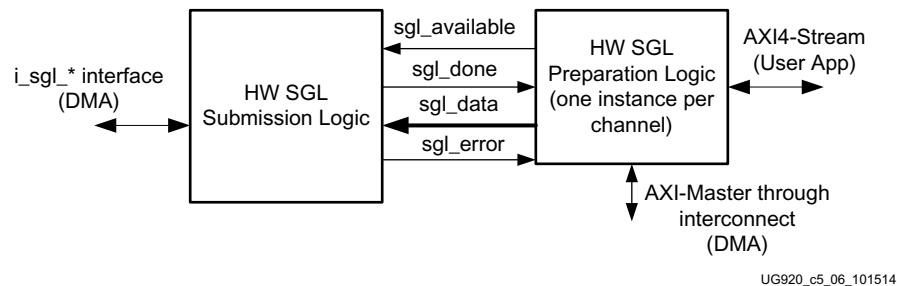 i_sgl_* interface
(DMA)
HW SGL
Submission Logic
sgl_available
sgl_done
sgl_data
sgl_error
HW SGL
Preparation Logic
(one instance per
channel)
AXI4-Stream
(User App)
AXI-Master through
interconnect
(DMA)
UG920_c5_06_101514